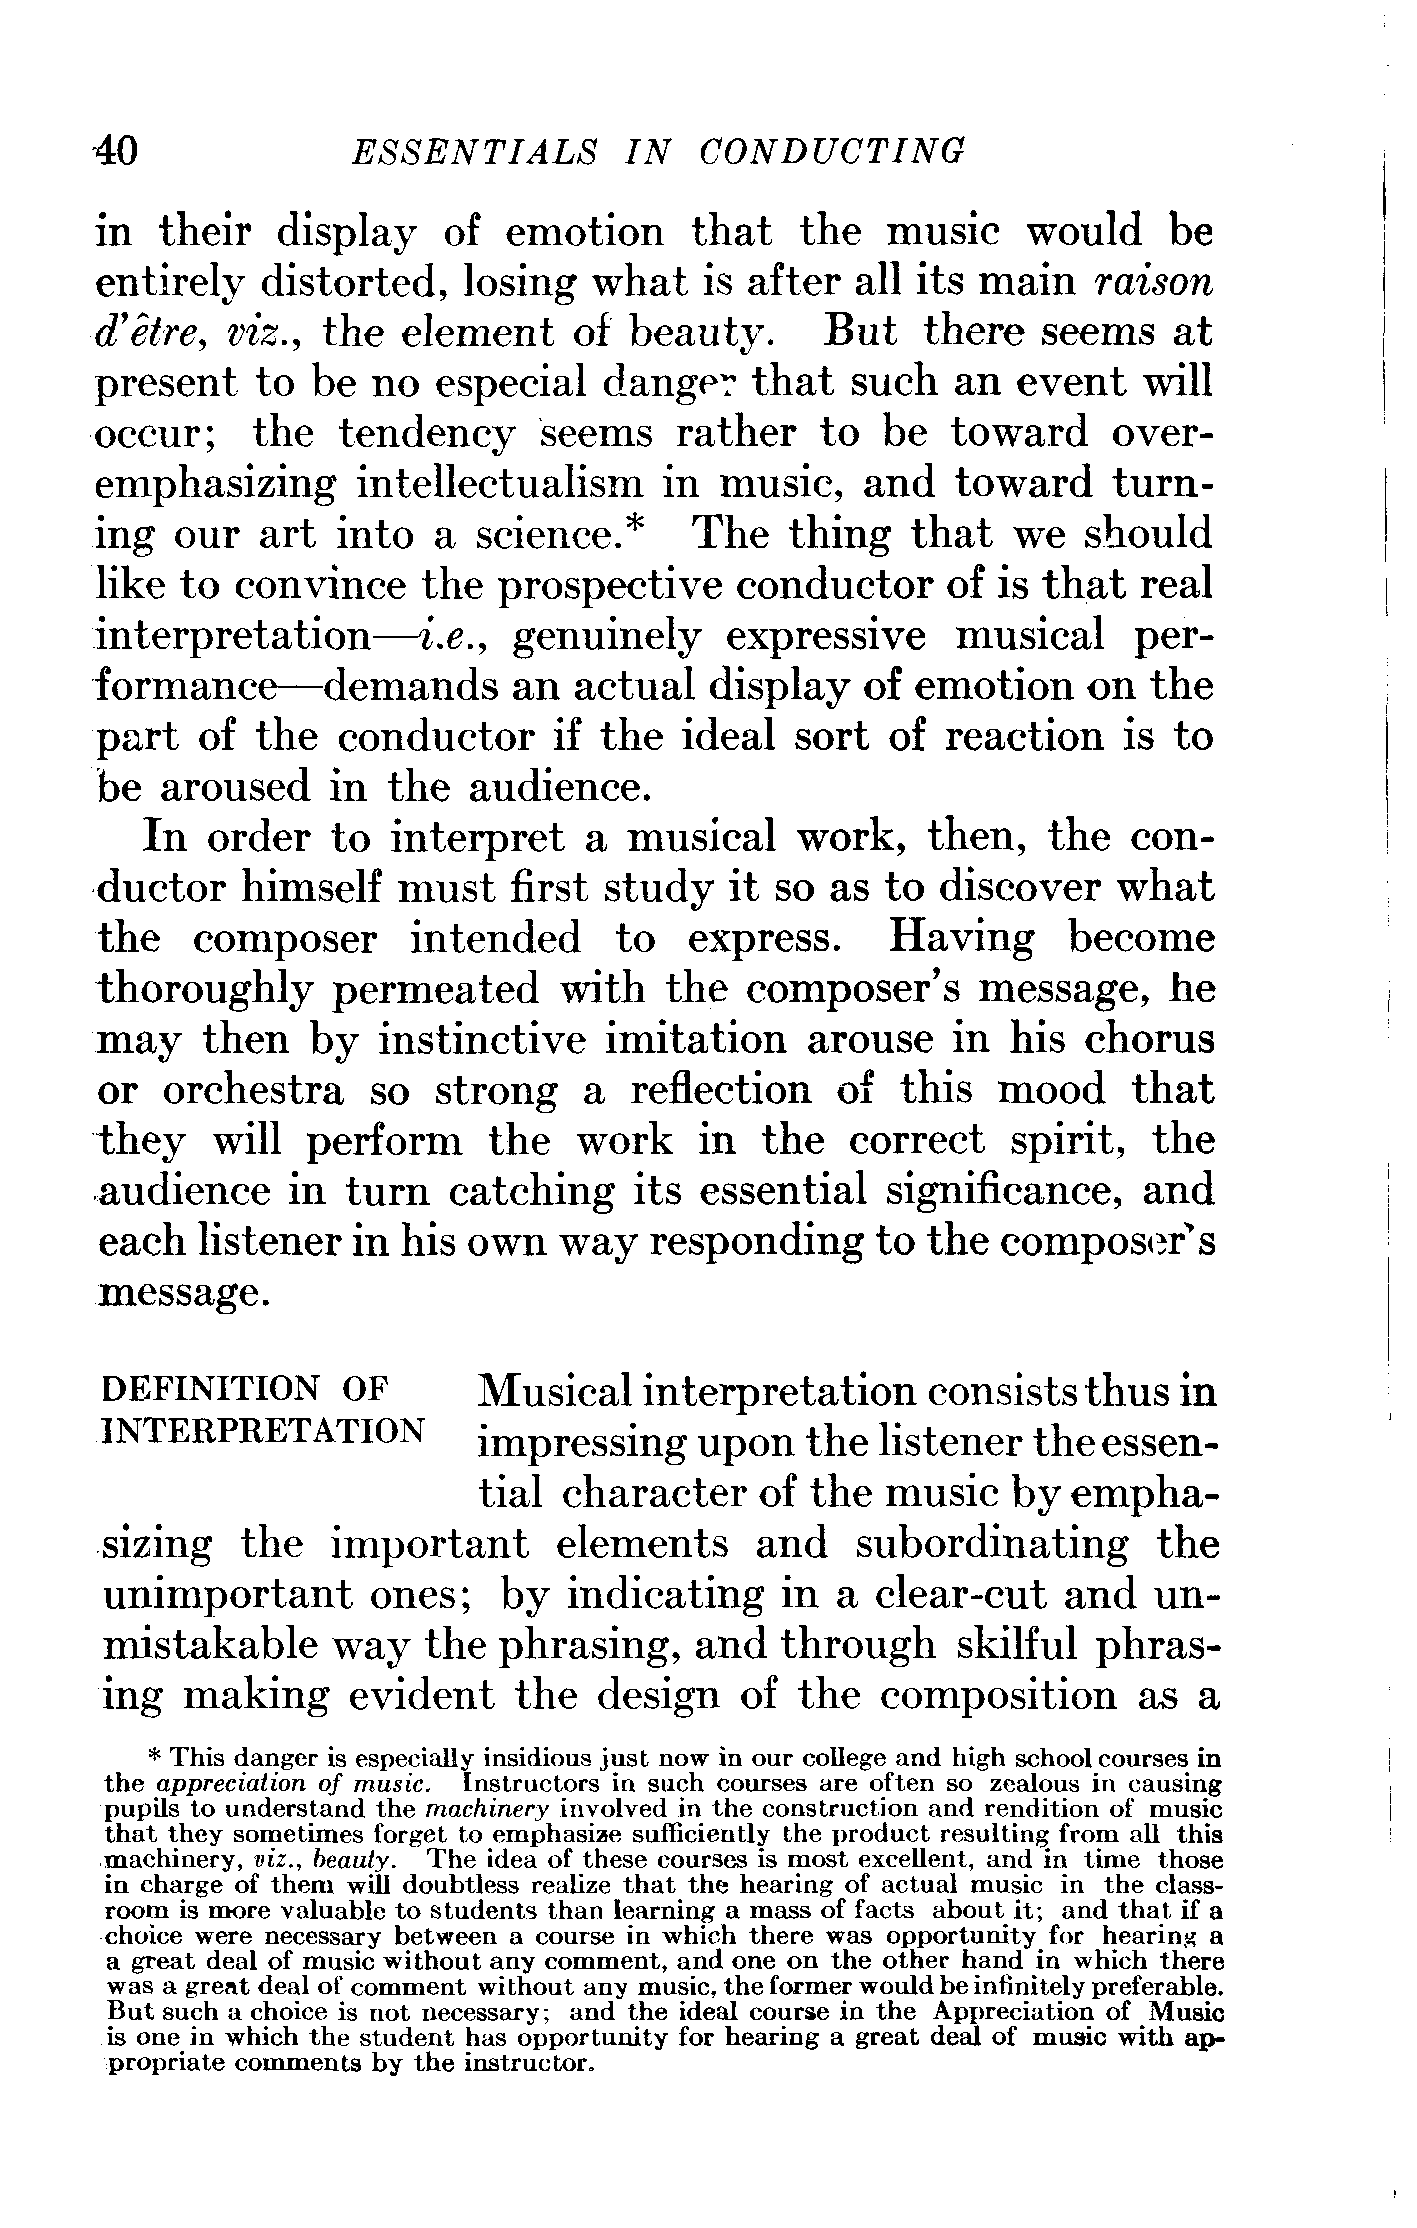 40 ESSENTIALS IN CONDUCTING
in their display of emotion that the music would be
entirely distorted, losing what is after all its main raison
d'être, viz., the element of beauty. But there seems at
present to be no especial danger that such an event will
occur; the tendency seems rather to be toward over-
emphasizing intellectualism in music, and toward turn-
ing our art into a science.* The thing that we should
like to convince the prospective conductor of is that real
interpretation—i.e., genuinely expressive musical per-
formance—demands an actual display of emotion on the
part of the conductor if the ideal sort of reaction is to
be aroused in the audience.
In order to interpret a musical work, then, the con-
ductor himself must first study it so as to discover what
the composer intended to express. Having become
thoroughly permeated with the composer's message, he
may then by instinctive imitation arouse in his chorus
or orchestra so strong a reflection of this mood that
they will perform the work in the correct spirit, the
audience in turn catching its essential significance, and
each listener in his own way responding to the composer's
message.
DEFINITION OF
INTERPRETATION
Musical interpretation consists thus in
impressing upon the listener the essen-
tial character of the music by empha-
sizing the important elements and subordinating the
unimportant ones; by indicating in a clear-cut and un-
mistakable way the phrasing, and through skilful phras-
ing making evident the design of the composition as a
* This danger is especially insidious just now in our college and high school courses in
the appreciation of music. Instructors in such courses are often so zealous in causing
pupils to understand the machinery involved in the construction and rendition of music
that they sometimes forget to emphasize sufficiently the product resulting from all this
machinery, viz., beauty. The idea of these courses is most excellent, and in time those
in charge of them will doubtless realize that the hearing of actual music in the class-
room is more valuable to students than learning a mass of facts about it; and that if a
choice were necessary between a course in which there was opportunity for hearing a
a great deal of music without any comment, and one on the other hand in which there
was a great deal of comment without any music, the former would be infinitely preferable.
But such a choice is not necessary; and the ideal course in the Appreciation of Music
is one in which the student has opportunity for hearing a great deal of music with ap-
propriate comments by the instructor.